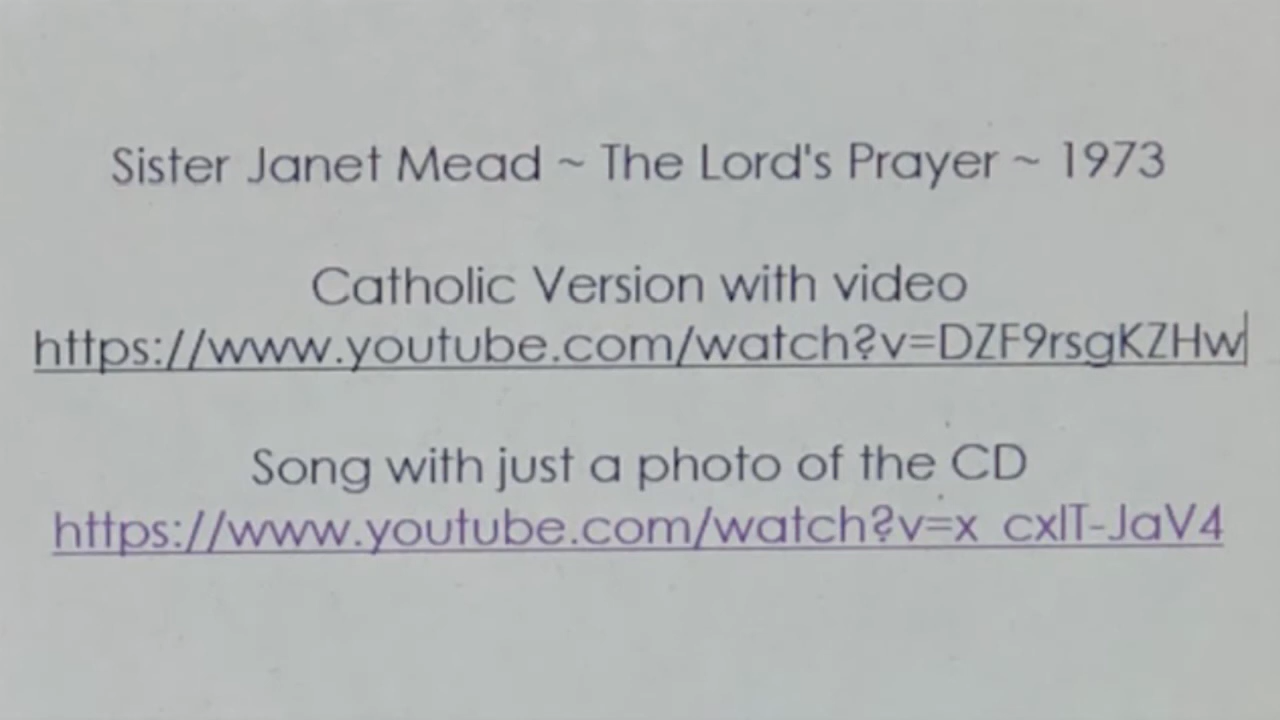 Sister Janet Mead ~ The Lord's Prayer ~ 1973
Catholic Version with video
https://www.youtube.com/watch?v=DZF9rsgKZHw
Song with just a photo of the CD
https://www.youtube.com/watch?v=x_cxlT-JaV4